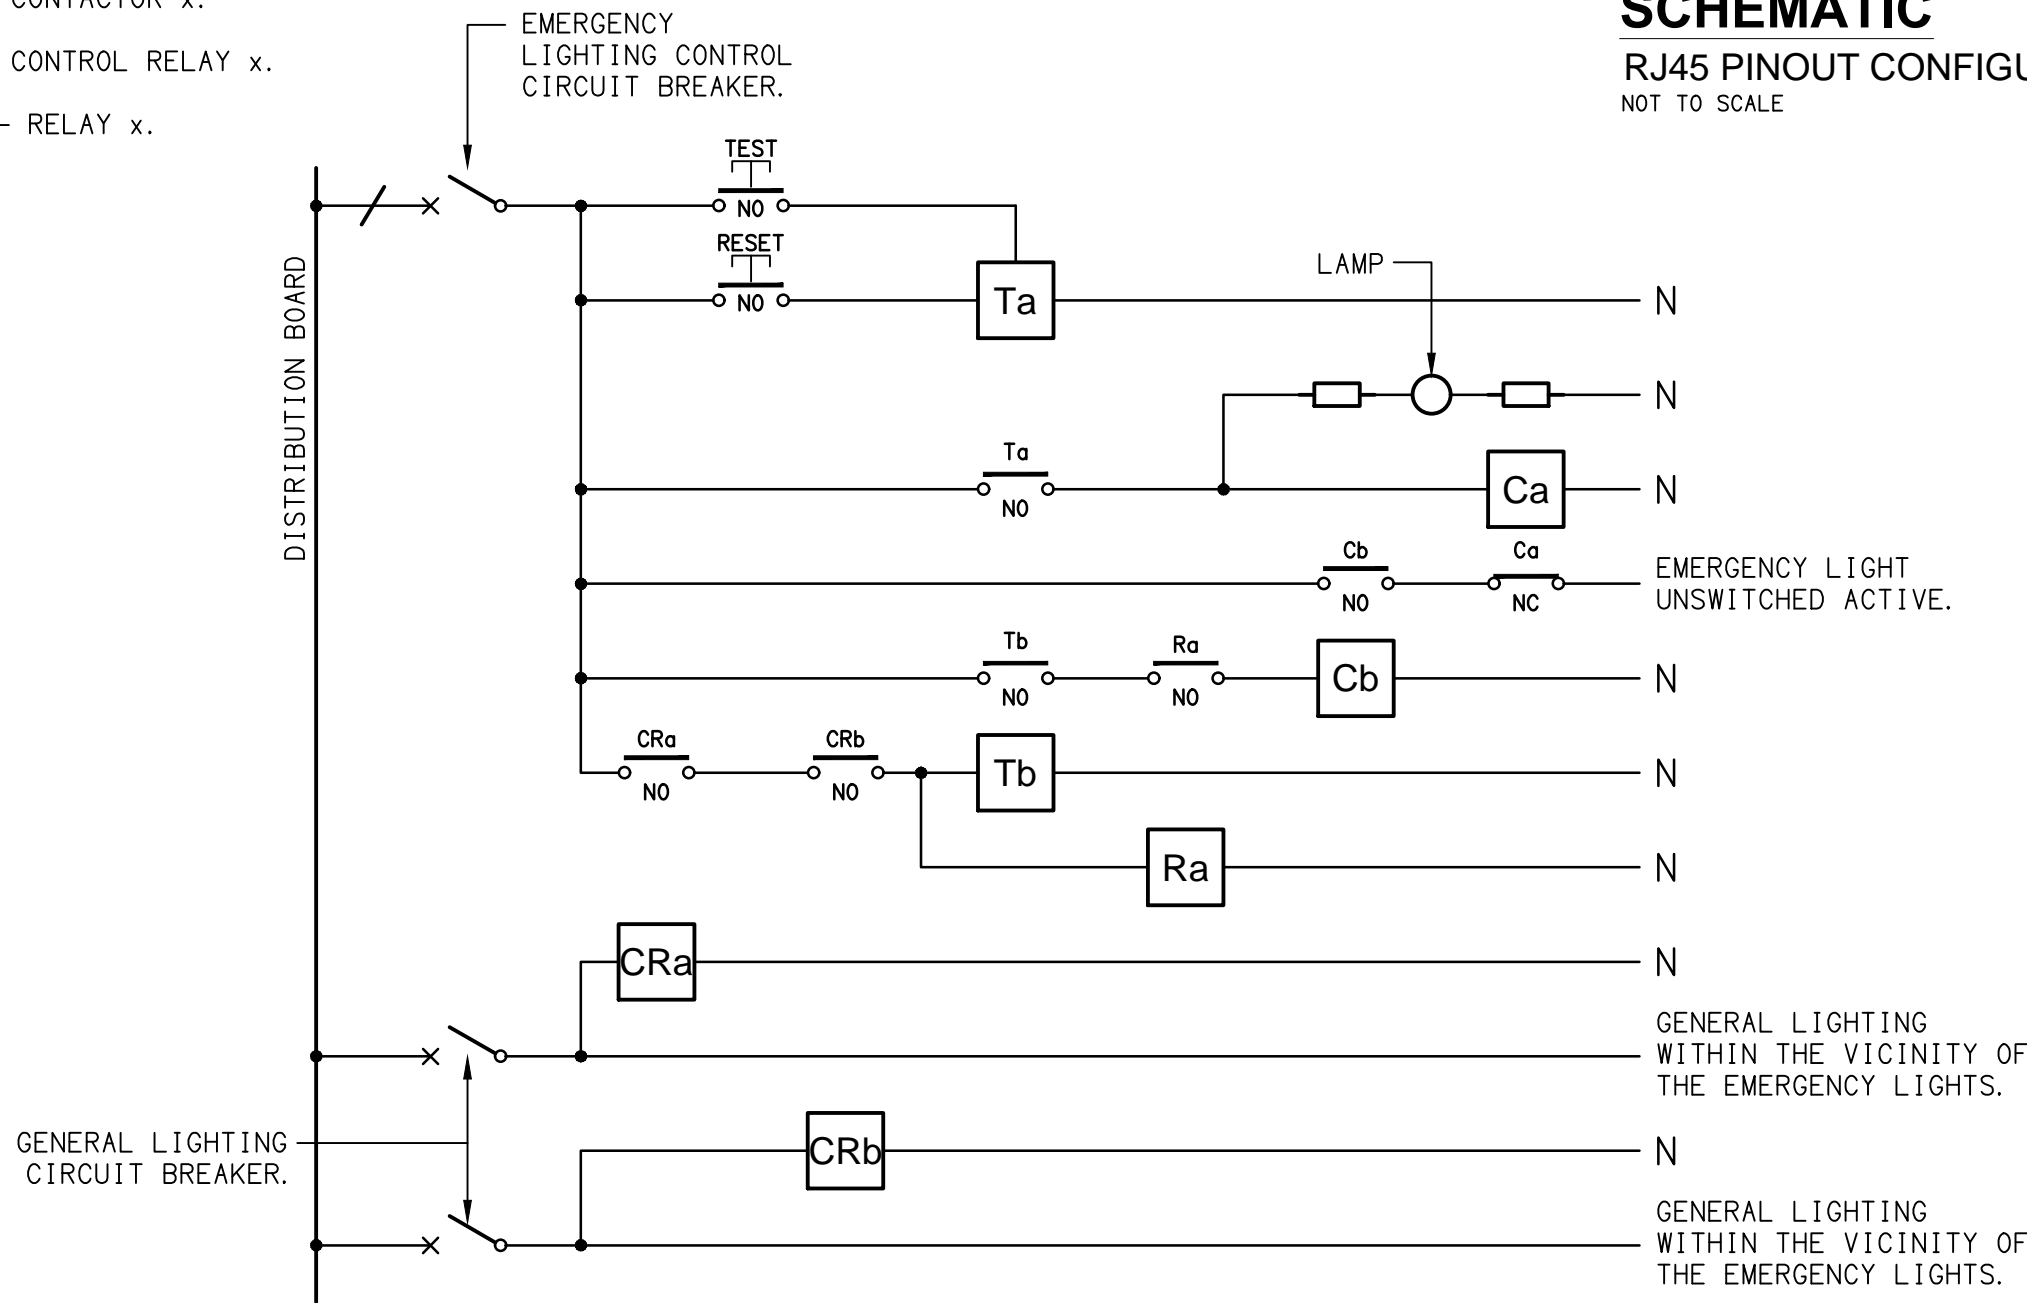 CONTACTOR x.
CONTROL RELAY x.
RELAY x.
EMERGENCY
LIGHTING CONTROL
CIRCUIT BREAKER.
SCHEMATIC
RJ45 PINOUT
NOT TO SCALE
DISTRIBUTION BOARD
TEST
NO
RESET
NO
Ta
N
LAMP
N
Ta
NO
Ca
N
Cb
NO
Ca
NC
EMERGENCY LIGHT
UNSWITCHED ACTIVE.
Tb
NO
Ra
NO
Cb
N
CRa
NO
CRb
NO
Tb
N
Ra
N
CRa
N
GENERAL LIGHTING
WITHIN THE VICINITY OF
THE EMERGENCY LIGHTS.
GENERAL LIGHTING
CIRCUIT BREAKER.
CRb
N
GENERAL LIGHTING
WITHIN THE VICINITY OF
THE EMERGENCY LIGHTS.